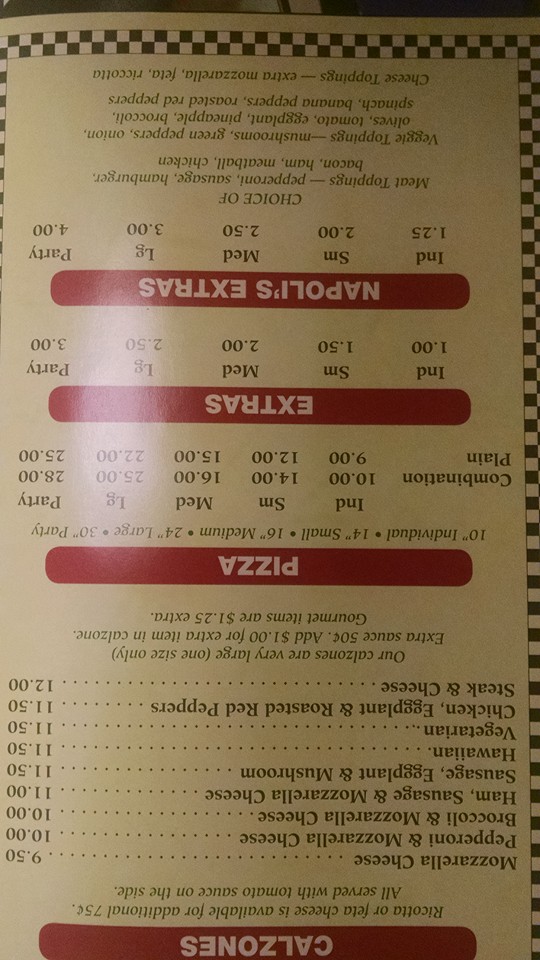 CALZONES
Ricotta or feta cheese is available for additional 75¢.
All served with tomato sauce on the side.
Mozzarella Cheese . . . . . . . . . . . . . . . . . . . . . . . . . . . 9.50
Pepperoni & Mozzarella Cheese . . . . . . . . . . . . . . . . 10.00
Broccoli & Mozzarella Cheese . . . . . . . . . . . . . . . . . 10.00
Ham, Sausage & Mozzarella Cheese . . . . . . . . . . . . . 11.00
Sausage, Eggplant & Mushroom . . . . . . . . . . . . . . . . 11.50
Hawaiian . . . . . . . . . . . . . . . . . . . . . . . . . . . . . . . . . . 11.50
Vegetarian . . . . . . . . . . . . . . . . . . . . . . . . . . . . . . . . . 11.50
Chicken, Eggplant & Roasted Red Peppers . . . . . . . . 11.50
Steak & Cheese . . . . . . . . . . . . . . . . . . . . . . . . . . . . . 12.00
Our calzones are very large (one size only)
Extra sauce 50¢. Add $1.00 for extra item in calzone.
Gourmet items are $1.25 extra.
PIZZA
10" Individual • 14" Small • 16" Medium • 24" Large • 30" Party
Ind Sm Med Lg Party
Combination 10.00 14.00 16.00 25.00 28.00
Plain 9.00 12.00 15.00 22.00 25.00
EXTRAS
Ind Sm Med Lg Party
1.00 1.50 2.00 2.50 3.00
NAPOLI'S EXTRAS
Ind Sm Med Lg Party
1.25 2.00 2.50 3.00 4.00
CHOICE OF
Meat Toppings — pepperoni, sausage, hamburger,
bacon, ham, meatball, chicken
Veggie Toppings —mushrooms, green peppers, onion,
olives, tomato, eggplant, pineapple, broccoli,
spinach, banana peppers, roasted red peppers
Cheese Toppings — extra mozzarella, feta, riccota